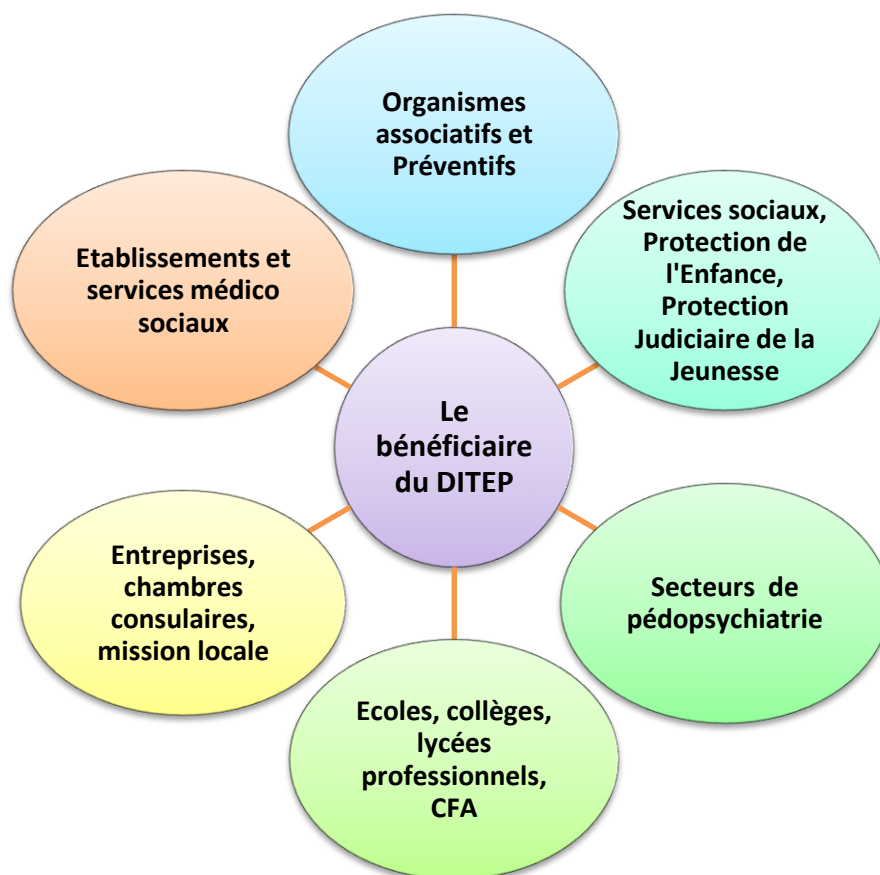 Organismes
associatifs et
Préventifs
Services sociaux,
Protection de
l'Enfance,
Protection
Judiciaire de la
Jeunesse
Etablissements et
services médico
sociaux
Le
bénéficiaire
du DITEP
Entreprises,
chambres
consulaires,
mission locale
Secteurs de
pédopsychiatrie
Ecoles, collèges,
lycées
professionnels,
CFA